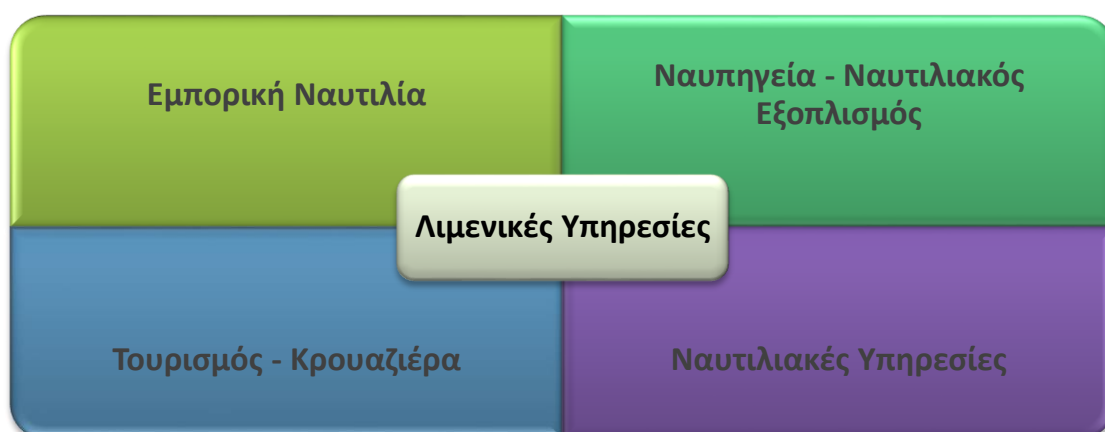 Εμπορική Ναυτιλία
Ναυπηγεία - Ναυτιλιακός
Εξοπλισμός
Λιμενικές Υπηρεσίες
Τουρισμός - Κρουαζιέρα
Ναυτιλιακές Υπηρεσίες